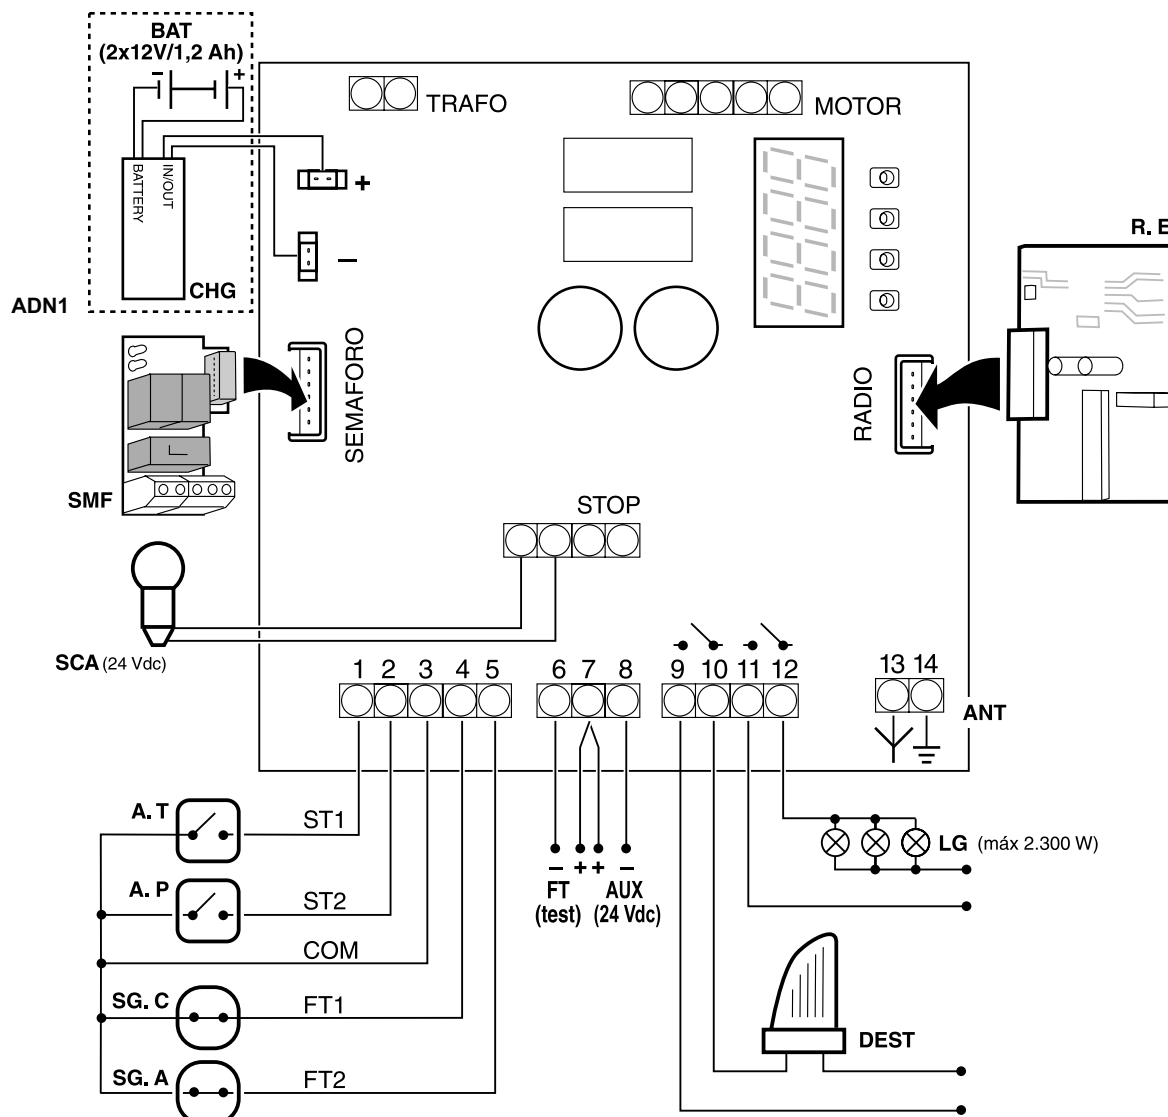 BAT
(2x12V/1,2 Ah)
- +
BATTERY
IN/OUT
CHG
ADN1
TRAFO
MOTOR
+
–
R. E
SEMAFORO
RADIO
SMF
STOP
SCA (24 Vdc)
1 2 3 4 5 6 7 8 9 10 11 12 13 14
ANT
A. T
ST1
A. P
ST2
COM
SG. C
FT1
SG. A
FT2
– + + –
FT AUX
(test) (24 Vdc)
LG (máx 2.300 W)
DEST